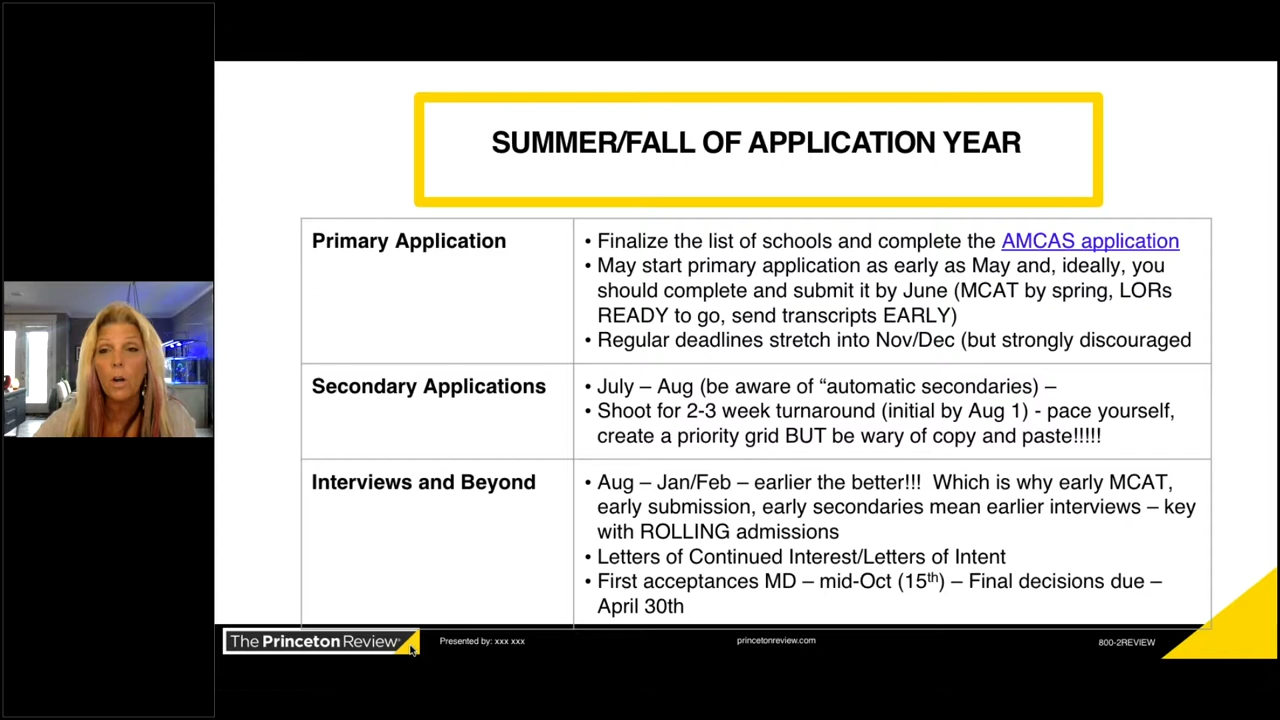 SUMMER/FALL OF APPLICATION YEAR
Primary Application
• Finalize the list of schools and complete the AMCAS application
• May start primary application as early as May and, ideally, you
should complete and submit it by June (MCAT by spring, LORs
READY to go, send transcripts EARLY)
• Regular deadlines stretch into Nov/Dec (but strongly discouraged
Secondary Applications
• July – Aug (be aware of “automatic secondaries) –
• Shoot for 2-3 week turnaround (initial by Aug 1) - pace yourself,
create a priority grid BUT be wary of copy and paste!!!!!
Interviews and Beyond
• Aug – Jan/Feb – earlier the better!!!  Which is why early MCAT,
early submission, early secondaries mean earlier interviews – key
with ROLLING admissions
• Letters of Continued Interest/Letters of Intent
• First acceptances MD – mid-Oct (15th) – Final decisions due –
April 30th
The Princeton Review
Presented by: xxx xxx
princetonreview.com
800-2REVIEW